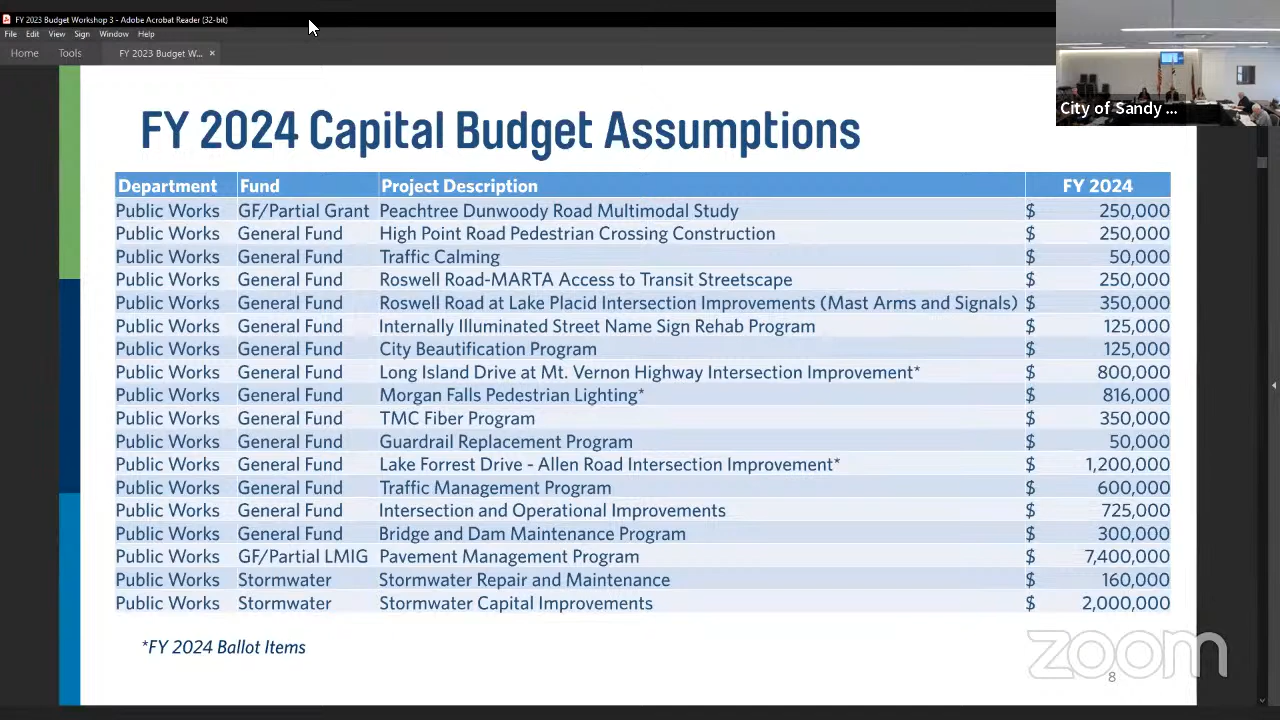 FY 2023 Budget Workshop 3 - Adobe Acrobat Reader (32-bit)
File Edit View Sign Window Help
Home Tools FY 2023 Budget W... ×
City of Sandy ...
FY 2024 Capital Budget Assumptions
Department Fund Project Description FY 2024
Public Works GF/Partial Grant Peachtree Dunwoody Road Multimodal Study $ 250,000
Public Works General Fund High Point Road Pedestrian Crossing Construction $ 250,000
Public Works General Fund Traffic Calming $ 50,000
Public Works General Fund Roswell Road-MARTA Access to Transit Streetscape $ 250,000
Public Works General Fund Roswell Road at Lake Placid Intersection Improvements (Mast Arms and Signals) $ 350,000
Public Works General Fund Internally Illuminated Street Name Sign Rehab Program $ 125,000
Public Works General Fund City Beautification Program $ 125,000
Public Works General Fund Long Island Drive at Mt. Vernon Highway Intersection Improvement* $ 800,000
Public Works General Fund Morgan Falls Pedestrian Lighting* $ 816,000
Public Works General Fund TMC Fiber Program $ 350,000
Public Works General Fund Guardrail Replacement Program $ 50,000
Public Works General Fund Lake Forrest Drive - Allen Road Intersection Improvement* $ 1,200,000
Public Works General Fund Traffic Management Program $ 600,000
Public Works General Fund Intersection and Operational Improvements $ 725,000
Public Works General Fund Bridge and Dam Maintenance Program $ 300,000
Public Works GF/Partial LMIG Pavement Management Program $ 7,400,000
Public Works Stormwater Stormwater Repair and Maintenance $ 160,000
Public Works Stormwater Stormwater Capital Improvements $ 2,000,000
*FY 2024 Ballot Items
zoom
8